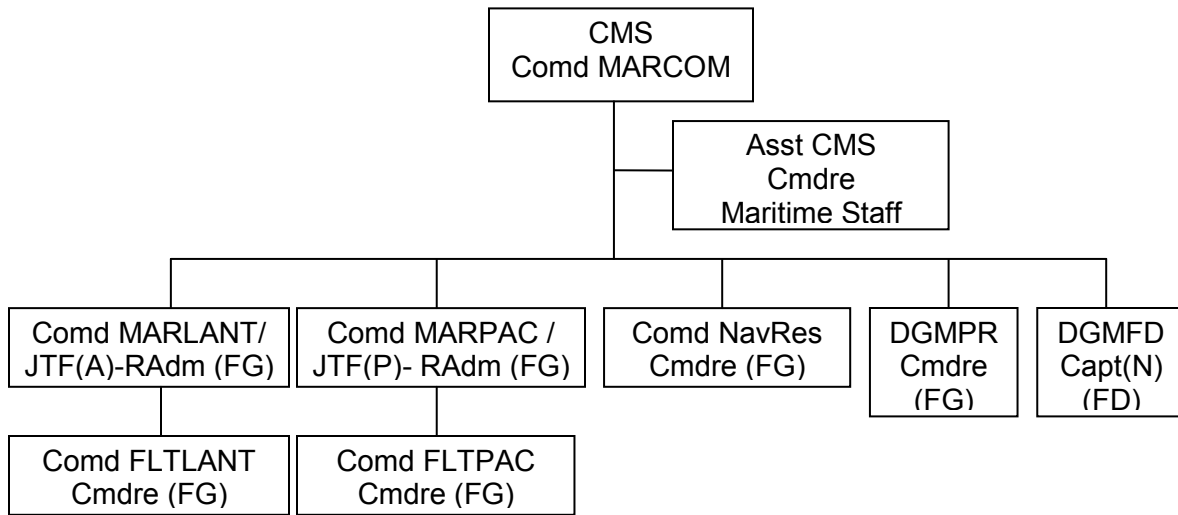 CMS
Comd MARCOM
Asst CMS
Cmdre
Maritime Staff
Comd MARLANT/
JTF(A)-RAdm (FG)
Comd MARPAC /
JTF(P)- RAdm (FG)
Comd NavRes
Cmdre (FG)
DGMPR
Cmdre
(FG)
DGMFD
Capt(N)
(FD)
Comd FLTLANT
Cmdre (FG)
Comd FLTPAC
Cmdre (FG)